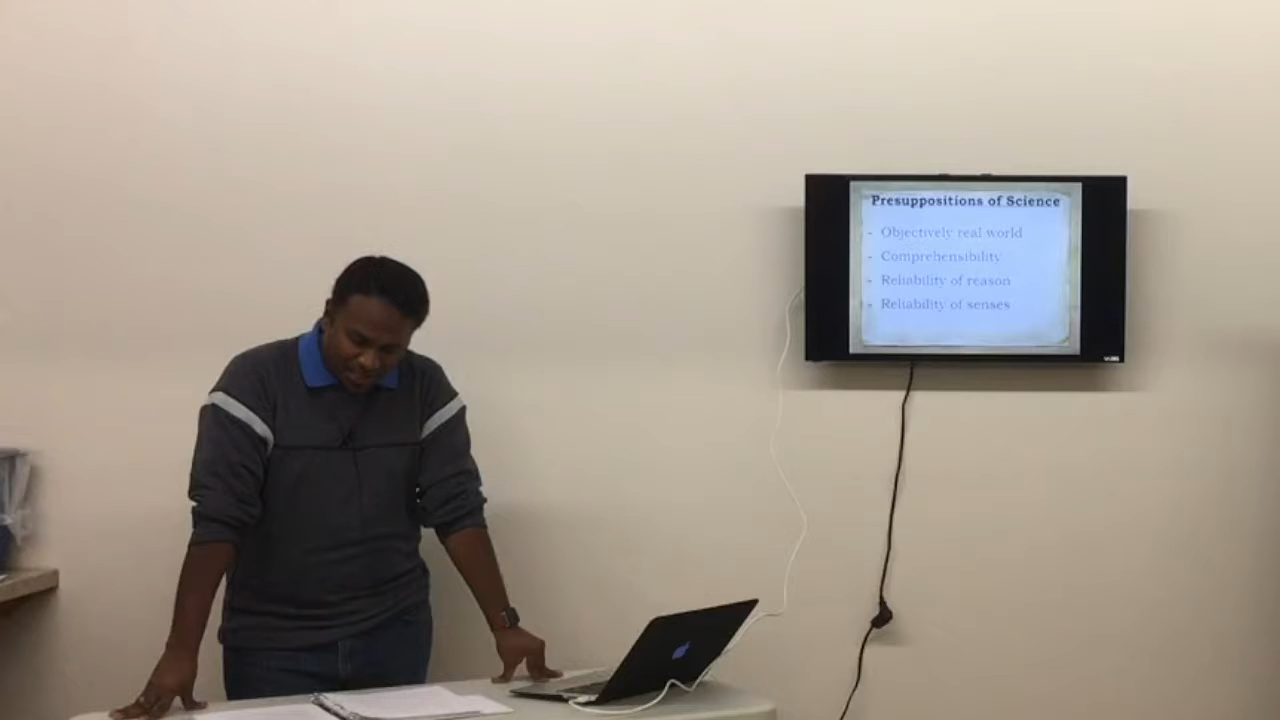 Presuppositions of Science
- Objectively real world
- Comprehensibility
- Reliability of reason
- Reliability of senses